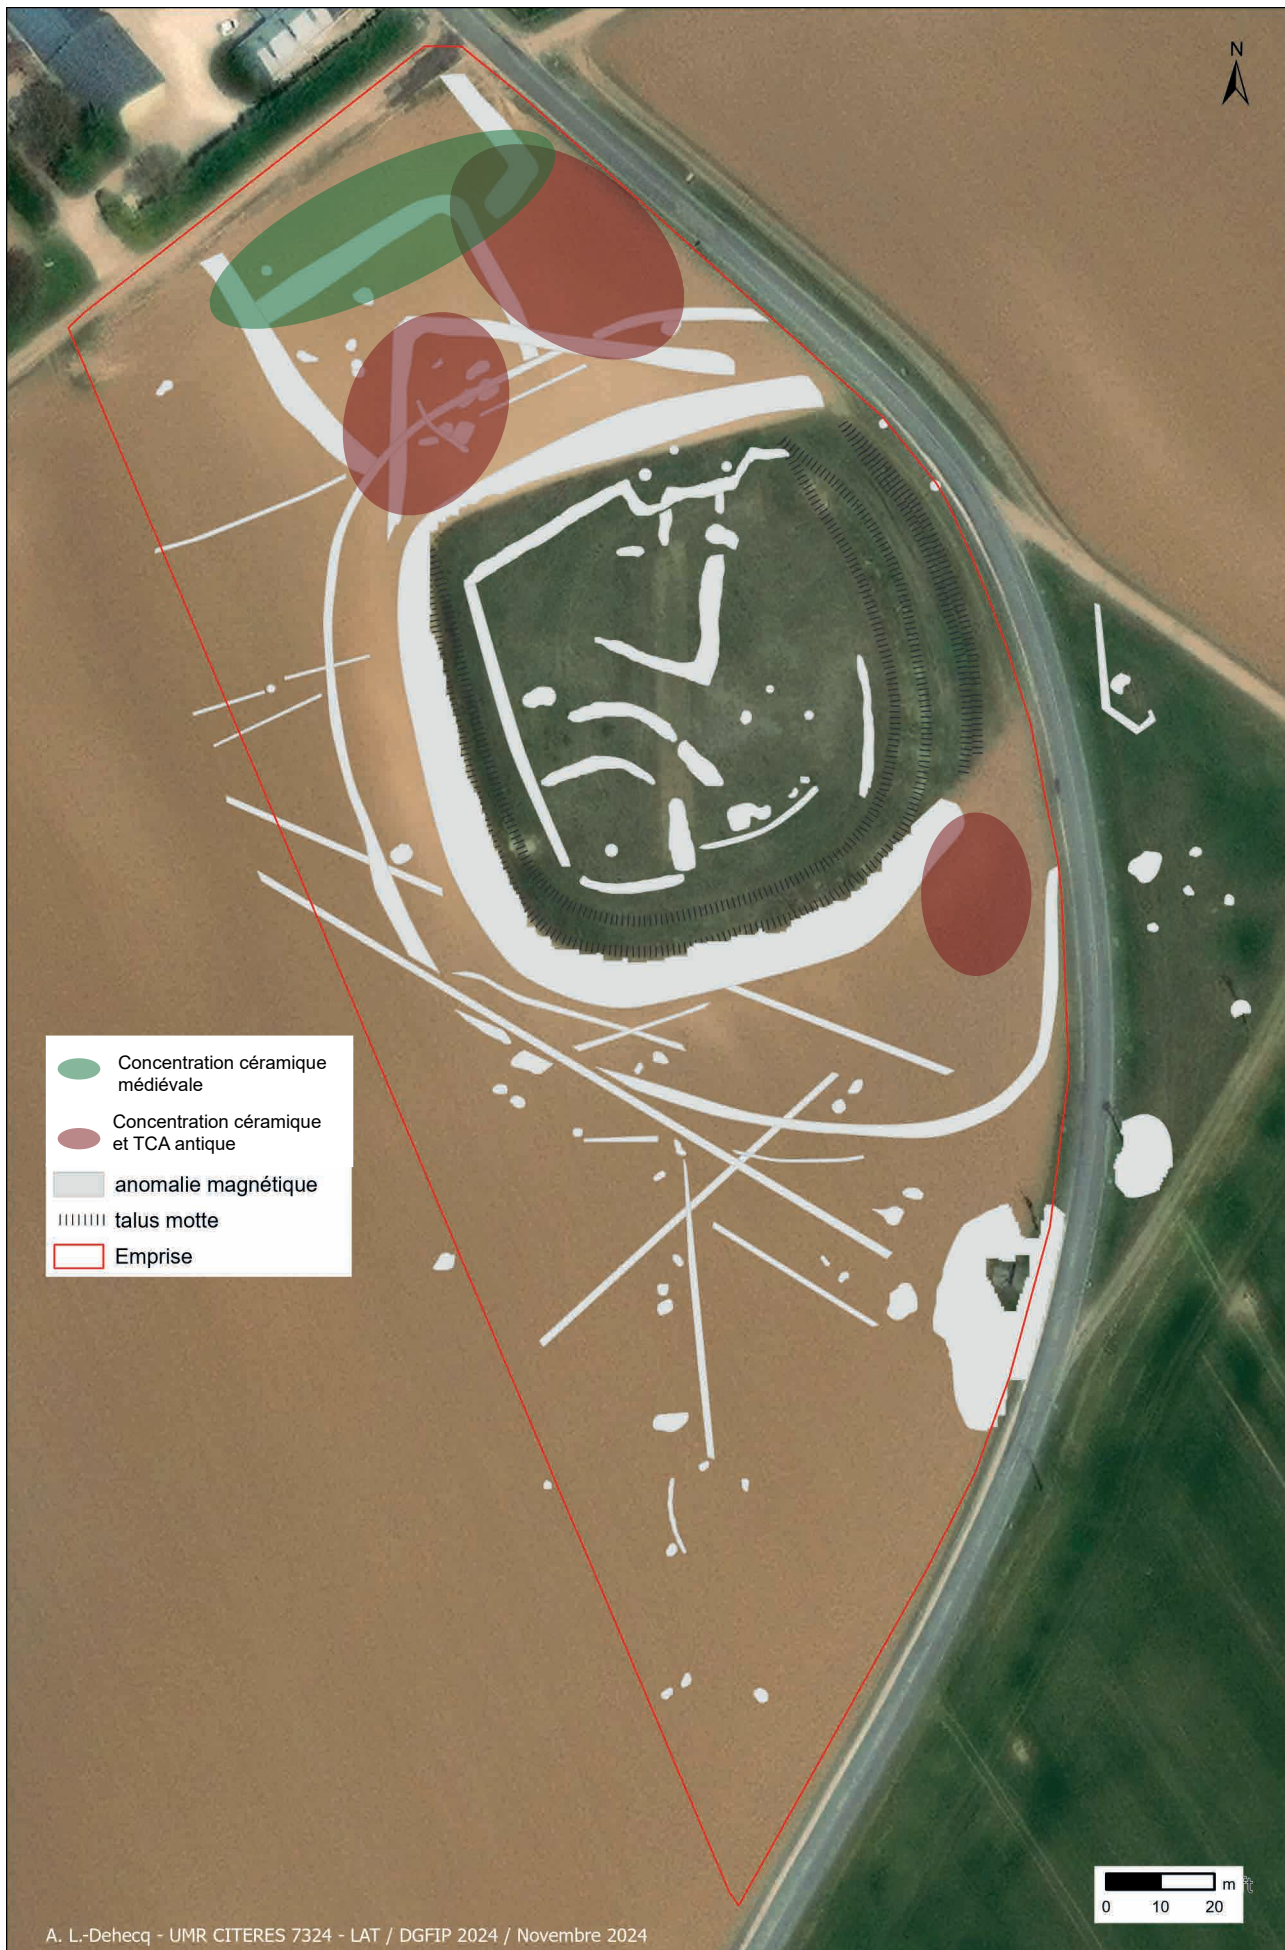 N
Concentration céramique
médiévale
Concentration céramique
et TCA antique
anomalie magnétique
talus motte
Emprise
m
0 10 20
A. L.-Dehecq - UMR CITERES 7324 - LAT / DGFIP 2024 / Novembre 2024